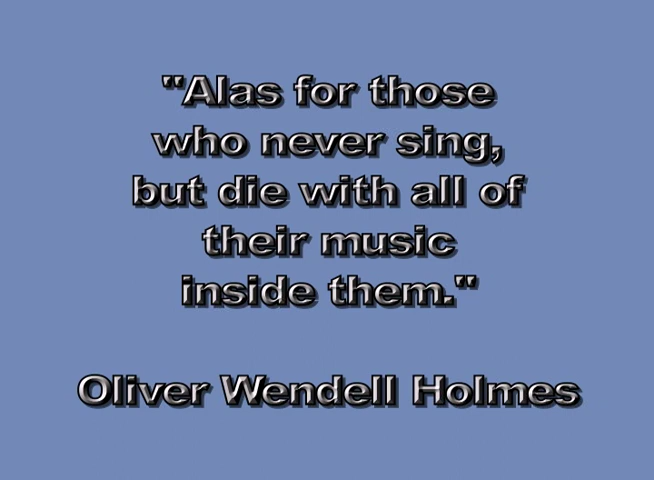 "Alas for those
who never sing,
but die with all of
their music
inside them."
Oliver Wendell Holmes